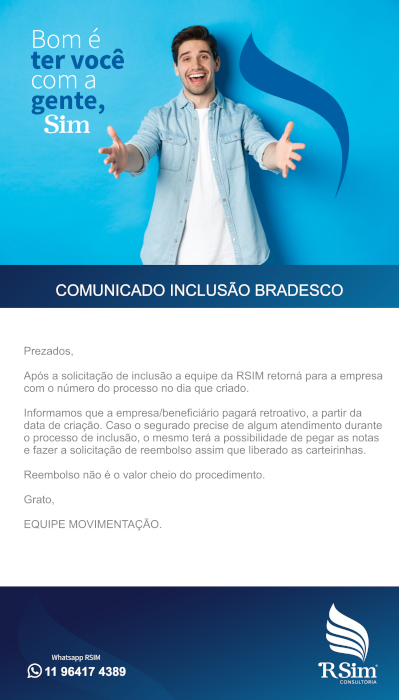 Bom é
ter você
com a
gente,
Sim
COMUNICADO INCLUSÃO BRADESCO
Prezados,
Após a solicitação de inclusão a equipe da RSIM retorná para a empresa
com o número do processo no dia que criado.
Informamos que a empresa/beneficiário pagará retroativo, a partir da
data de criação. Caso o segurado precise de algum atendimento durante
o processo de inclusão, o mesmo terá a possibilidade de pegar as notas
e fazer a solicitação de reembolso assim que liberado as carteirinhas.
Reembolso não é o valor cheio do procedimento.
Grato,
EQUIPE MOVIMENTAÇÃO.
Whatsapp RSIM
11 96417 4389
RSim
CONSULTORIA